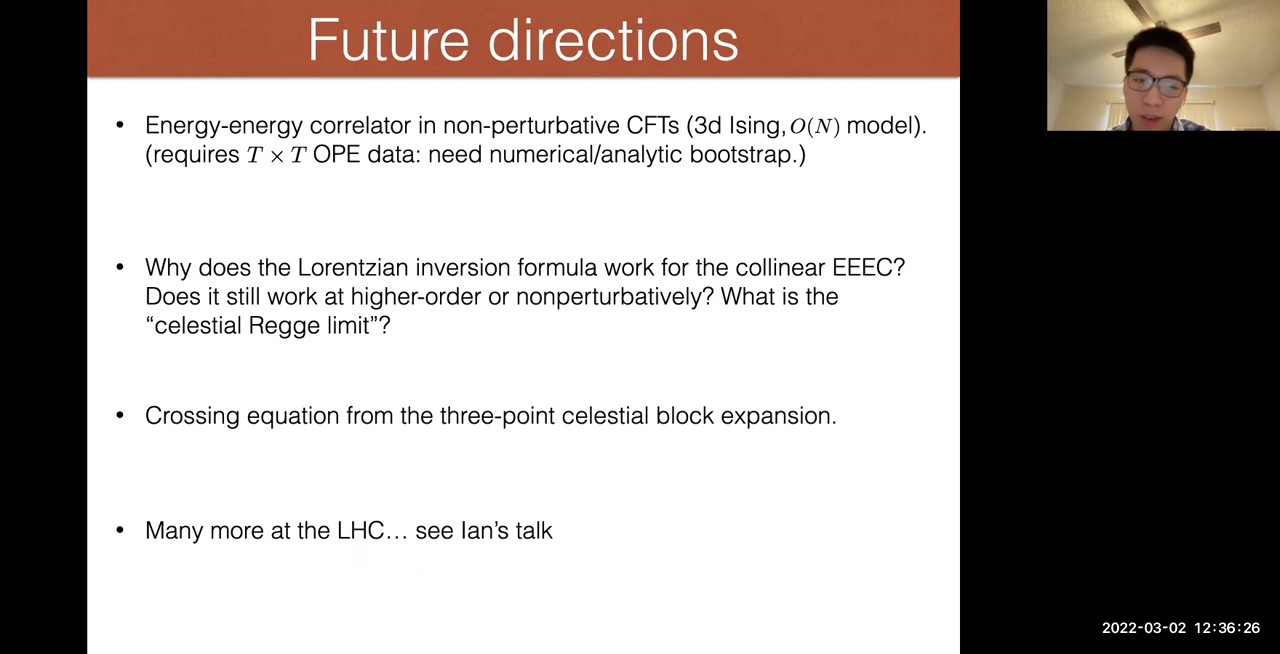 Future directions
• Energy-energy correlator in non-perturbative CFTs (3d Ising, O(N) model).
(requires T × T OPE data: need numerical/analytic bootstrap.)
• Why does the Lorentzian inversion formula work for the collinear EEEC?
Does it still work at higher-order or nonperturbatively? What is the
“celestial Regge limit”?
• Crossing equation from the three-point celestial block expansion.
• Many more at the LHC… see Ian’s talk
2022-03-02 12:36:26